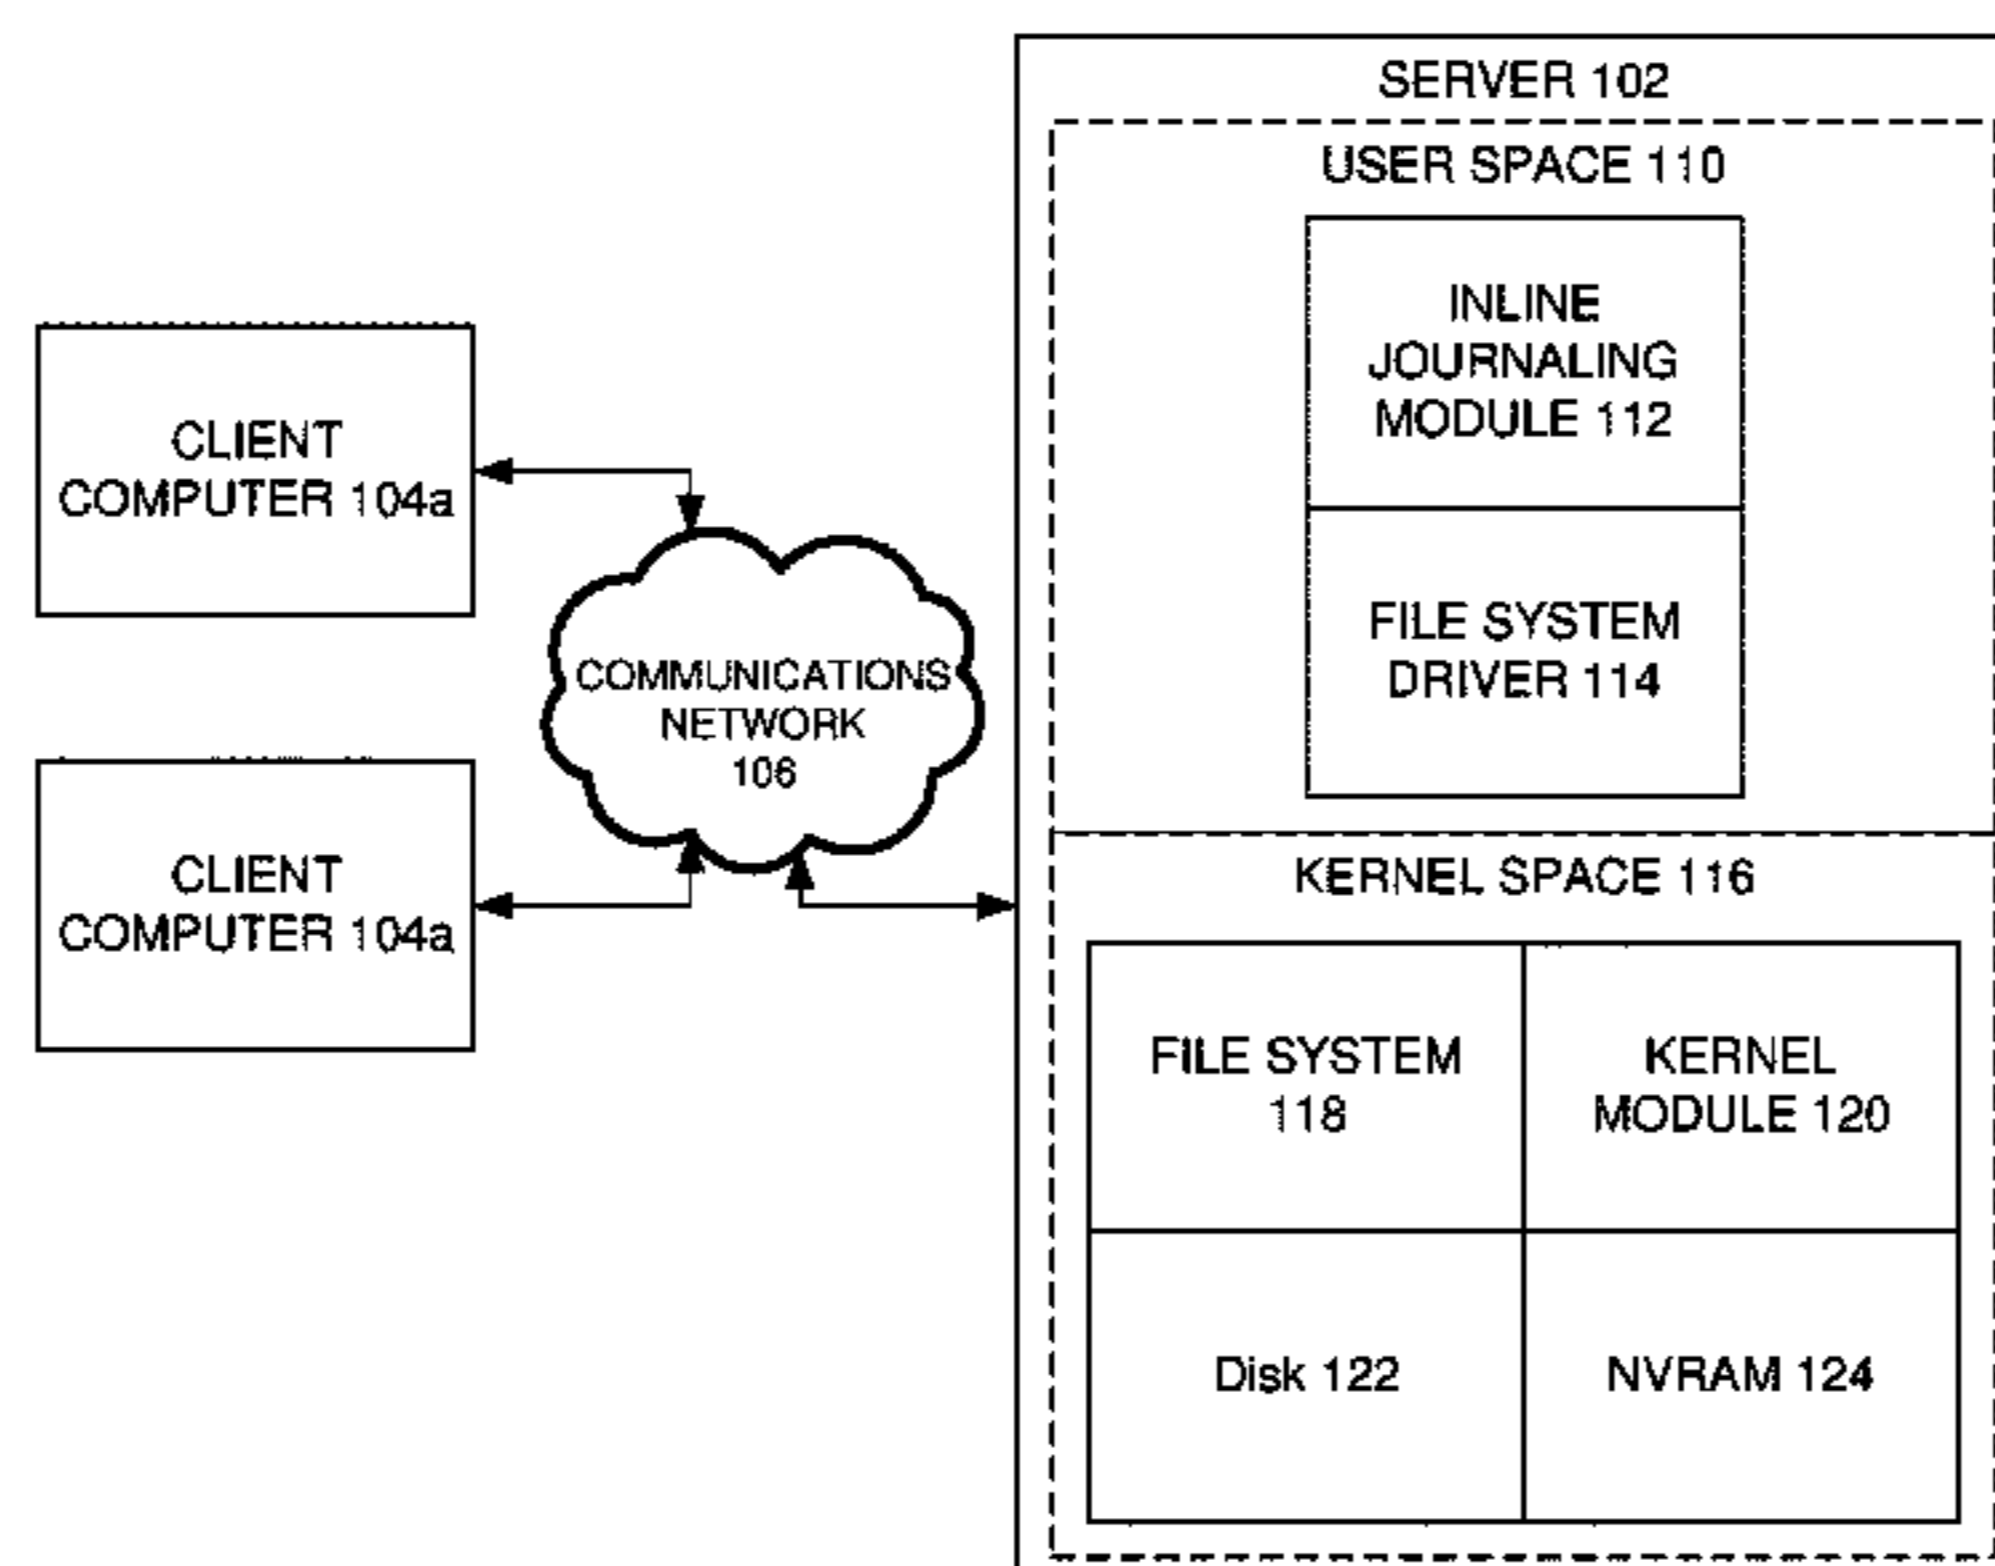 SERVER 102
USER SPACE 110
INLINE
JOURNALING
MODULE 112
FILE SYSTEM
DRIVER 114
CLIENT
COMPUTER 104a
COMMUNICATIONS
NETWORK
106
CLIENT
COMPUTER 104a
KERNEL SPACE 116
FILE SYSTEM
118
KERNEL
MODULE 120
Disk 122
NVRAM 124